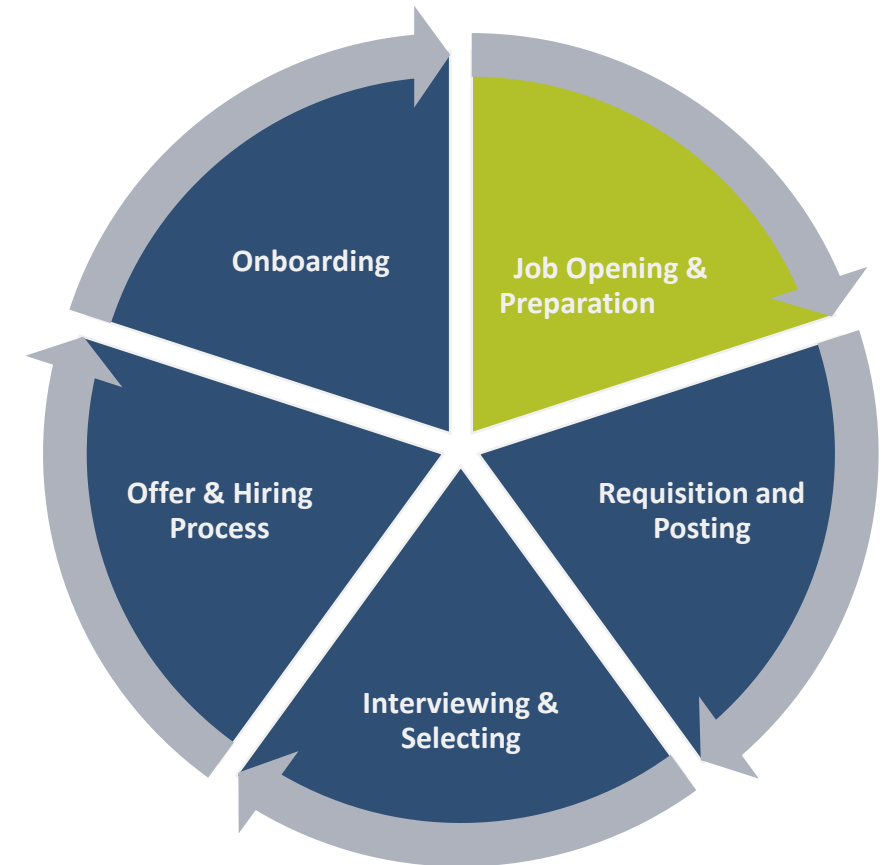 Onboarding
Job Opening &
Preparation
Offer & Hiring
Process
Requisition and
Posting
Interviewing &
Selecting